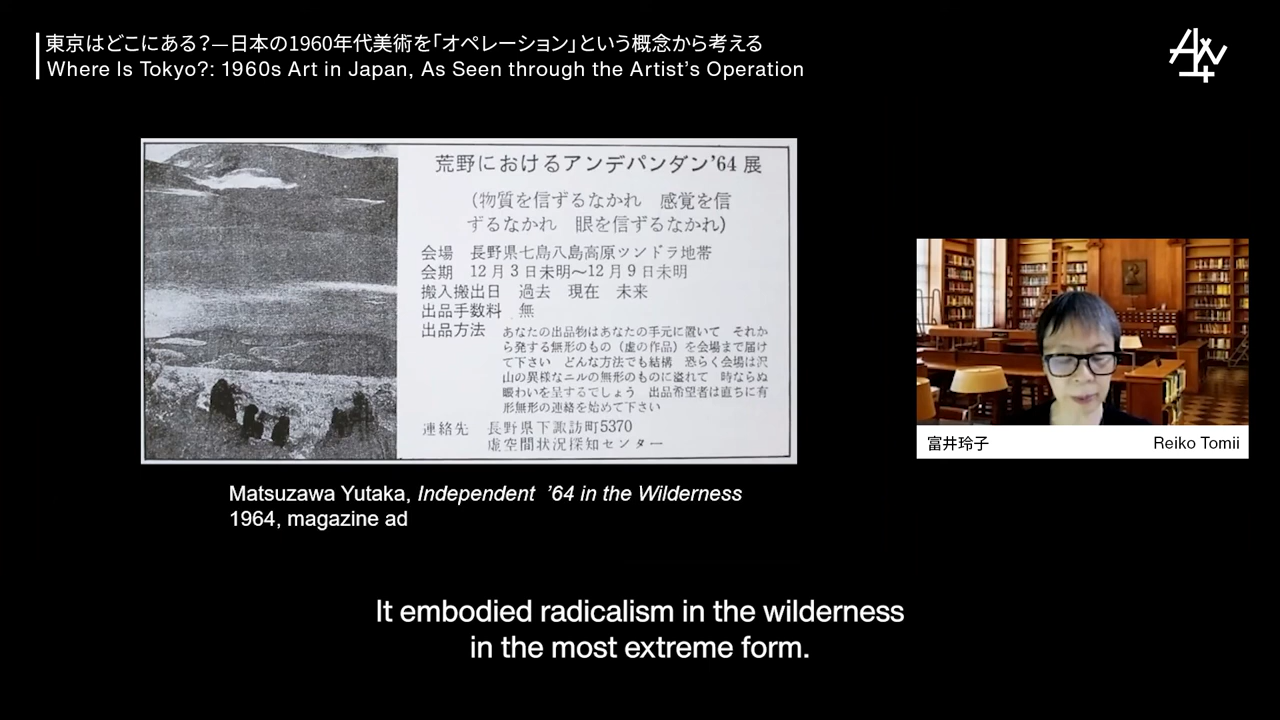 東京はどこにある？—日本の1960年代美術を「オペレーション」という概念から考える
Where Is Tokyo?: 1960s Art in Japan, As Seen through the Artist's Operation
荒野におけるアンデパンダン'64 展
(物質を信ずるなかれ　感覚を信
ずるなかれ　眼を信ずるなかれ)
会場　長野県七島八島高原ツンドラ地帯
会期　12月3日未明〜12月9日未明
搬入搬出日　過去　現在　未来
出品手数料　無
出品方法　あなたの出品物はあなたの手元に置いて　それか
ら発する無形のもの（虚の作品）を会場まで届け
て下さい　どんな方法でも結構　恐らく会場は沢
山の異様なニルの無形のものに溢れて　時ならぬ
賑わいを呈するでしょう　出品希望者は直ちに有
形無形の連絡を始めて下さい
連絡先　長野県下諏訪町5370
虚空間状況探知センター
Matsuzawa Yutaka, Independent '64 in the Wilderness
1964, magazine ad
富井玲子　Reiko Tomii
It embodied radicalism in the wilderness
in the most extreme form.